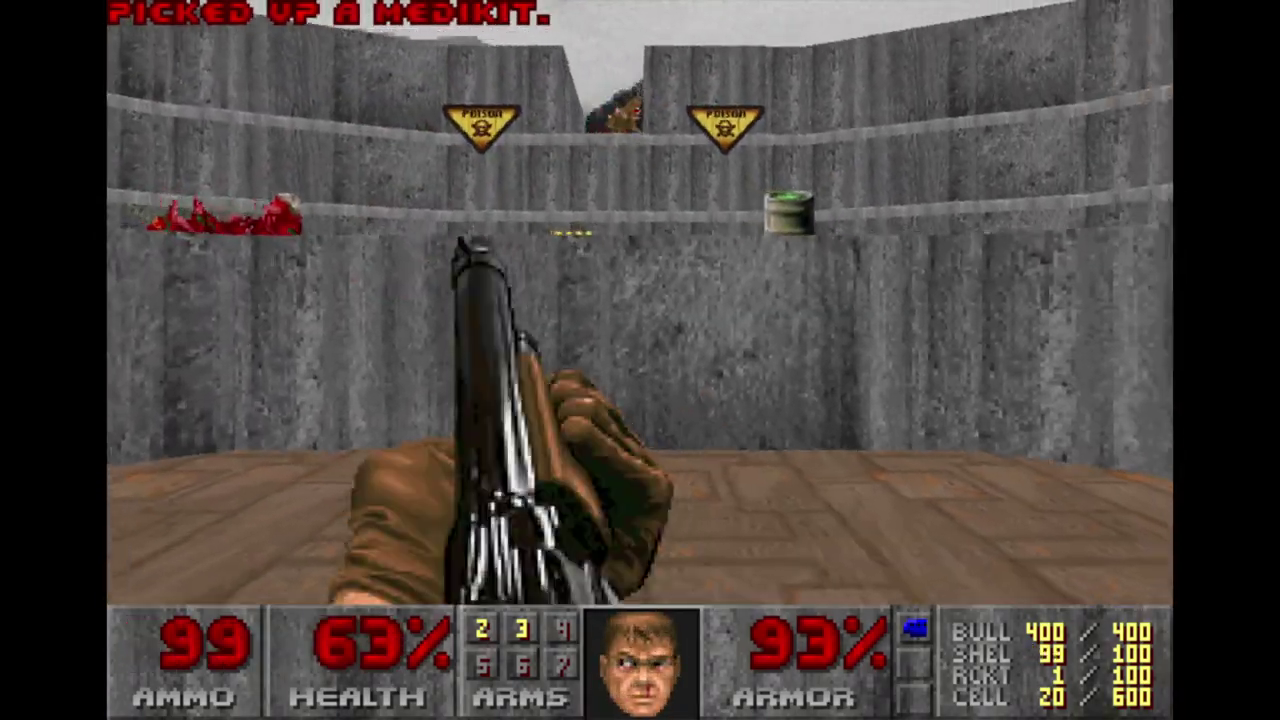 PICKED UP A MEDIKIT.
POISON POISON
99 63% 2 3 4 93% BULL 400 / 400
SHEL 99 / 100
5 6 7 RCKT 1 / 100
AMMO HEALTH ARMS ARMOR CELL 20 / 600